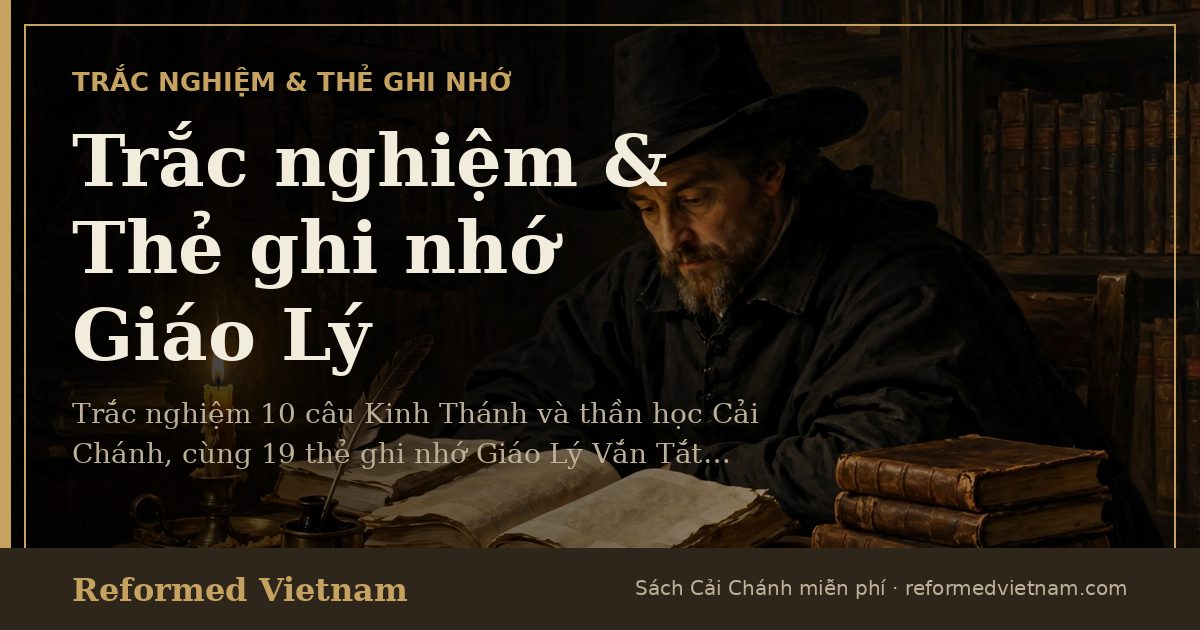 TRẮC NGHIỆM & THẺ GHI NHỚ
Trắc nghiệm &
Thẻ ghi nhớ
Giáo Lý
Trắc nghiệm 10 câu Kinh Thánh và thần học Cải
Chánh, cùng 19 thẻ ghi nhớ Giáo Lý Vắn Tắt…
Reformed Vietnam
Sách Cải Chánh miễn phí · reformedvietnam.com